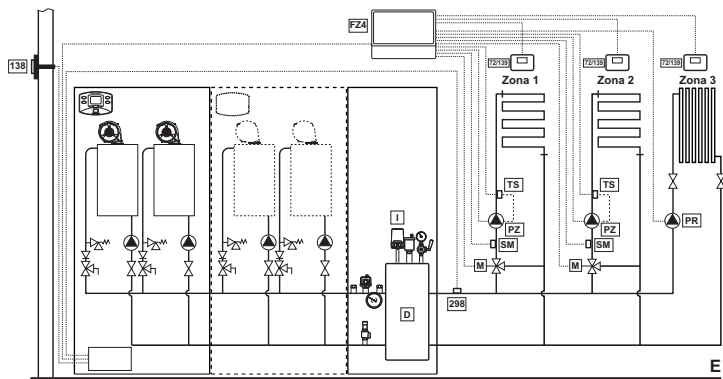 FZ4
138
72/139
72/139
72/139
Zona 1
Zona 2
Zona 3
TS
TS
I
PZ
PZ
PR
SM
SM
M
M
298
D
E